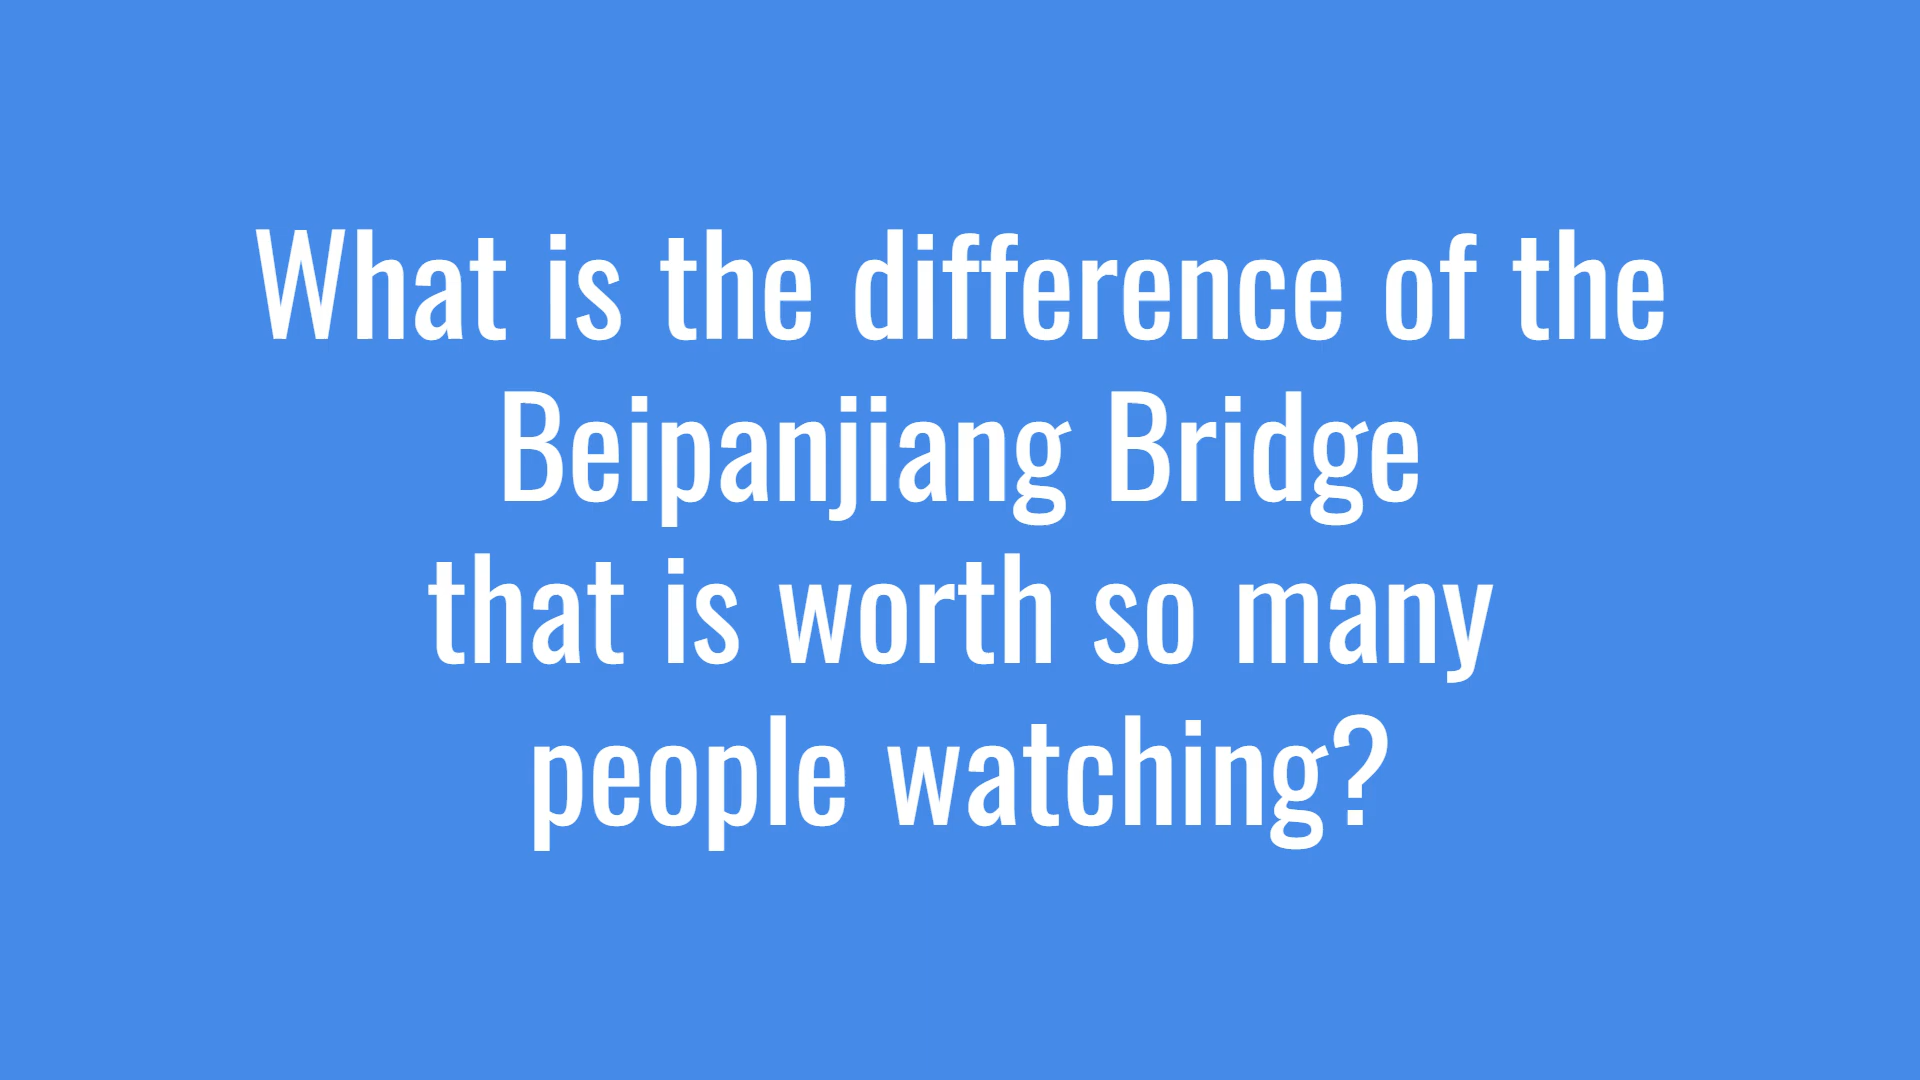 What is the difference of the
Beipanjiang Bridge
that is worth so many
people watching?